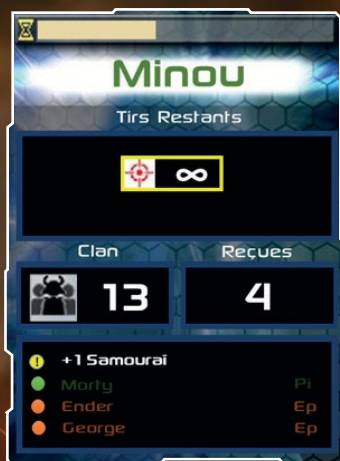 Minou
Tirs Restants
∞
Clan Reçues
13 4
! +1 Samouraï
Morty Pi
Ender Ep
George Ep